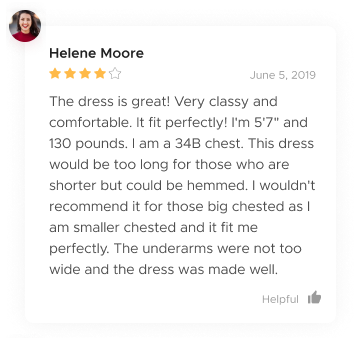 Helene Moore
June 5, 2019
The dress is great! Very classy and
comfortable. It fit perfectly! I'm 5'7" and
130 pounds. I am a 34B chest. This dress
would be too long for those who are
shorter but could be hemmed. I wouldn't
recommend it for those big chested as I
am smaller chested and it fit me
perfectly. The underarms were not too
wide and the dress was made well.
Helpful